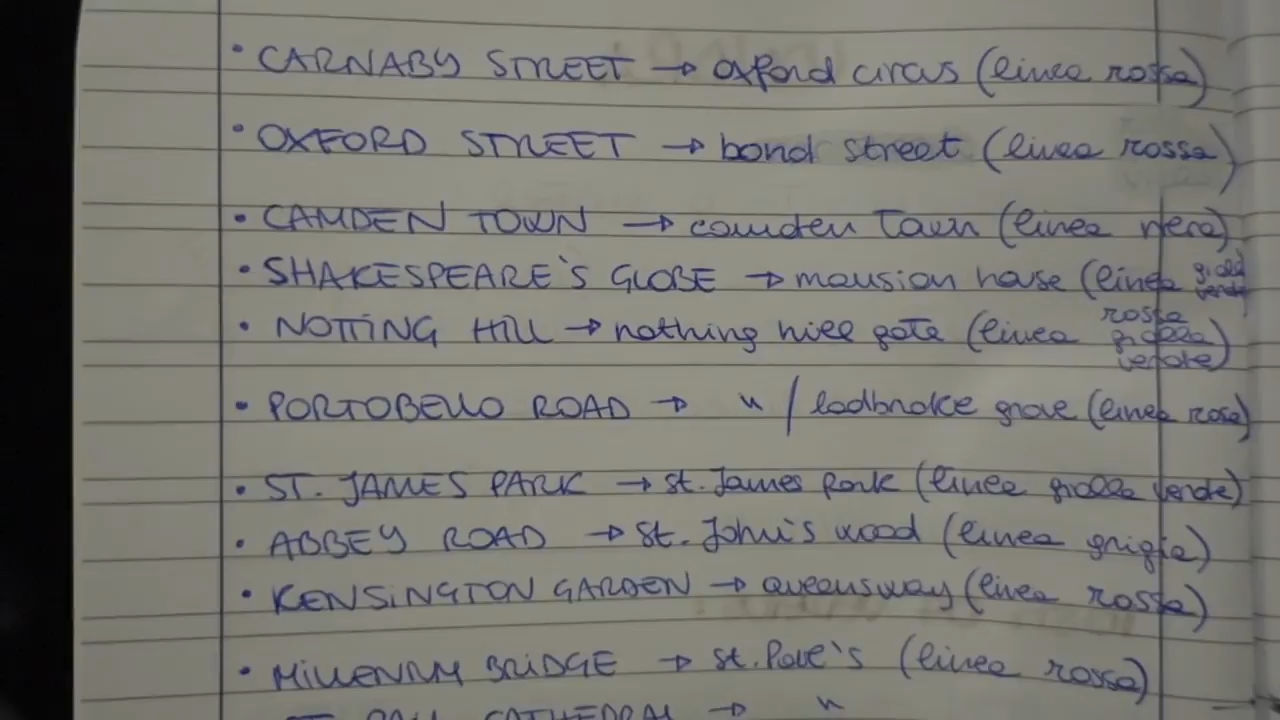 • CARNABY STREET → oxford circus (linea rossa)
• OXFORD STREET → bond street (linea rossa)
• CAMDEN TOWN → camden Town (linea nera)
• SHAKESPEARE'S GLOBE → mansion house (linea gialla verde
• NOTTING HILL → nothing hill gate (linea rossa gialla verde)
• PORTOBELLO ROAD → " / ladbroke grove (linea rosa)
• ST. JAMES PARK → St. James Park (linea gialla verde)
• ABBEY ROAD → St. John's wood (linea grigia)
• KENSINGTON GARDEN → queensway (linea rossa)
• MILLENIUM BRIDGE → St. Paul's (linea rossa)
CATHEDRAL → "